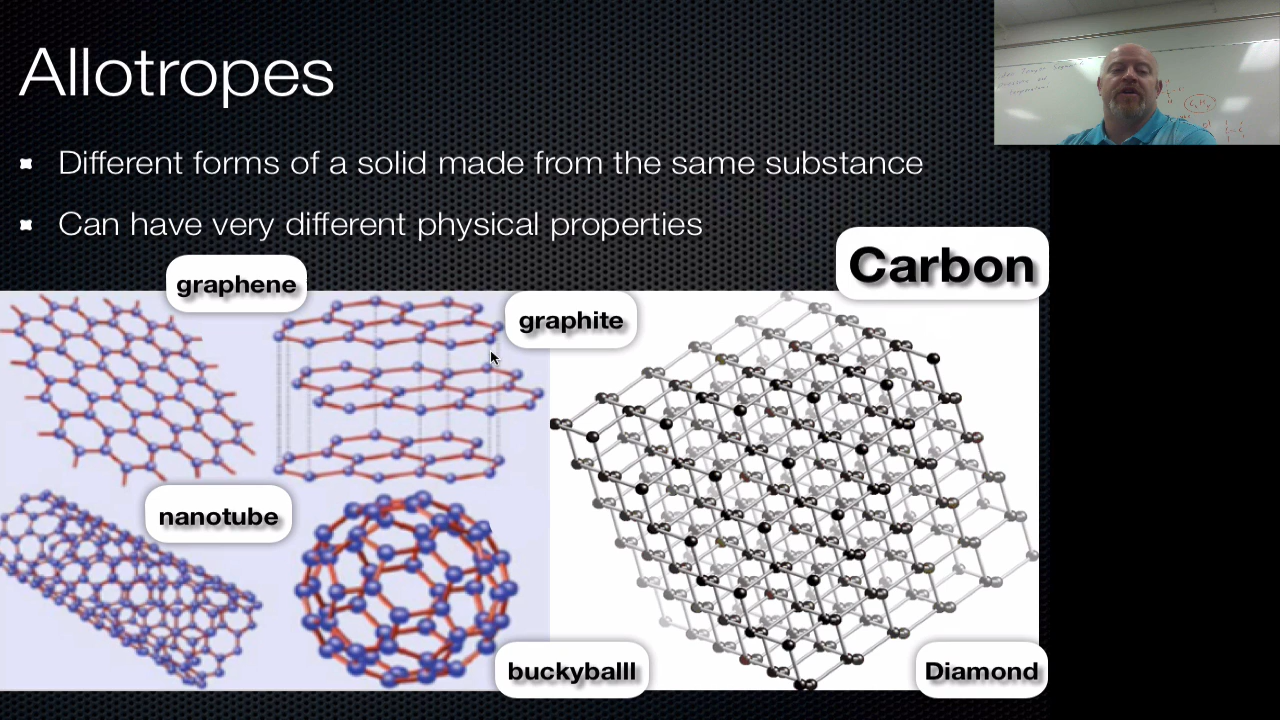 Allotropes
Different forms of a solid made from the same substance
Can have very different physical properties
Carbon
graphene
graphite
nanotube
buckyballl
Diamond